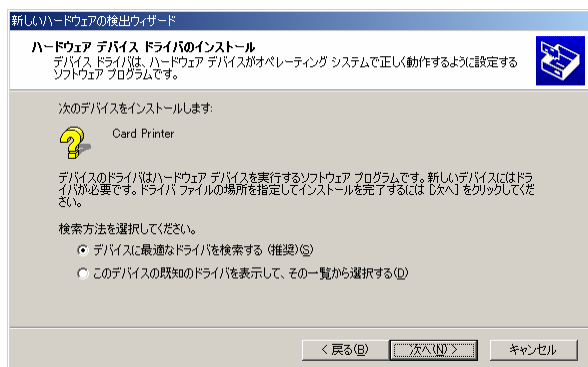 新しいハードウェアの検出ウィザード
ハードウェア デバイス ドライバのインストール
デバイス ドライバは、ハードウェア デバイスがオペレーティング システムで正しく動作するように設定する
ソフトウェア プログラムです。
次のデバイスをインストールします:
Card Printer
デバイスのドライバはハードウェア デバイスを実行するソフトウェア プログラムです。新しいデバイスにはドラ
イバが必要です。ドライバ ファイルの場所を指定してインストールを完了するには [次へ] をクリックしてくだ
さい。
検索方法を選択してください。
デバイスに最適なドライバを検索する (推奨)(S)
このデバイスの既知のドライバを表示して、その一覧から選択する(D)
< 戻る(B)
次へ(N) >
キャンセル